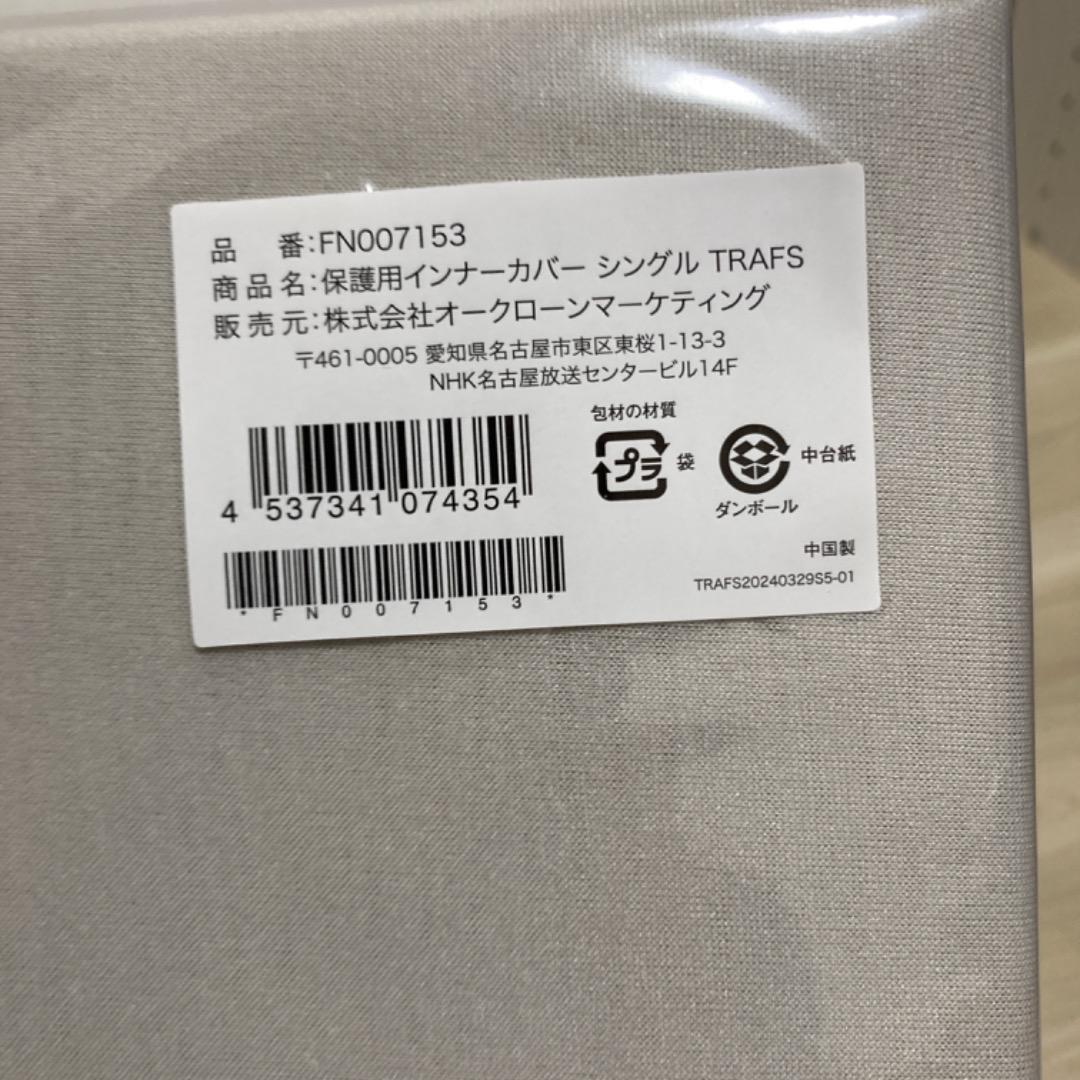 品 番:FN007153
商品名:保護用インナーカバー シングル TRAFS
販売元:株式会社オークローンマーケティング
〒461-0005 愛知県名古屋市東区東桜1-13-3
NHK名古屋放送センタービル14F
包材の材質
プラ 袋 中台紙
ダンボール
4 537341 074354
中国製
TRAFS20240329S5-01
*FN007153*